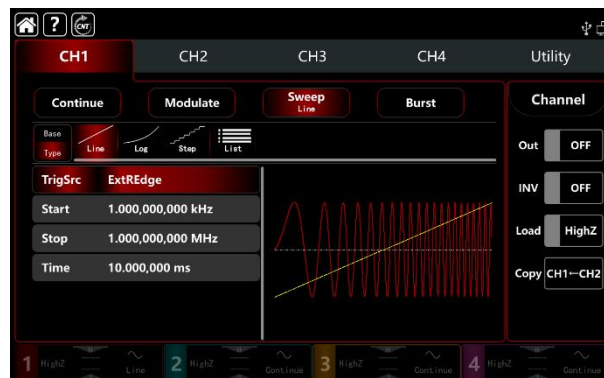 ? CNT
CH1 CH2 CH3 CH4 Utility
Continue Modulate Sweep Burst Channel
Line
Base
Type Line Log Step List
Out OFF
TrigSrc ExtREdge
INV OFF
Start 1.000,000,000 kHz
Load HighZ
Stop 1.000,000,000 MHz
Time 10.000,000 ms
Copy CH1←CH2
1 HighZ Line 2 HighZ Continue 3 HighZ Continue 4 HighZ Continue